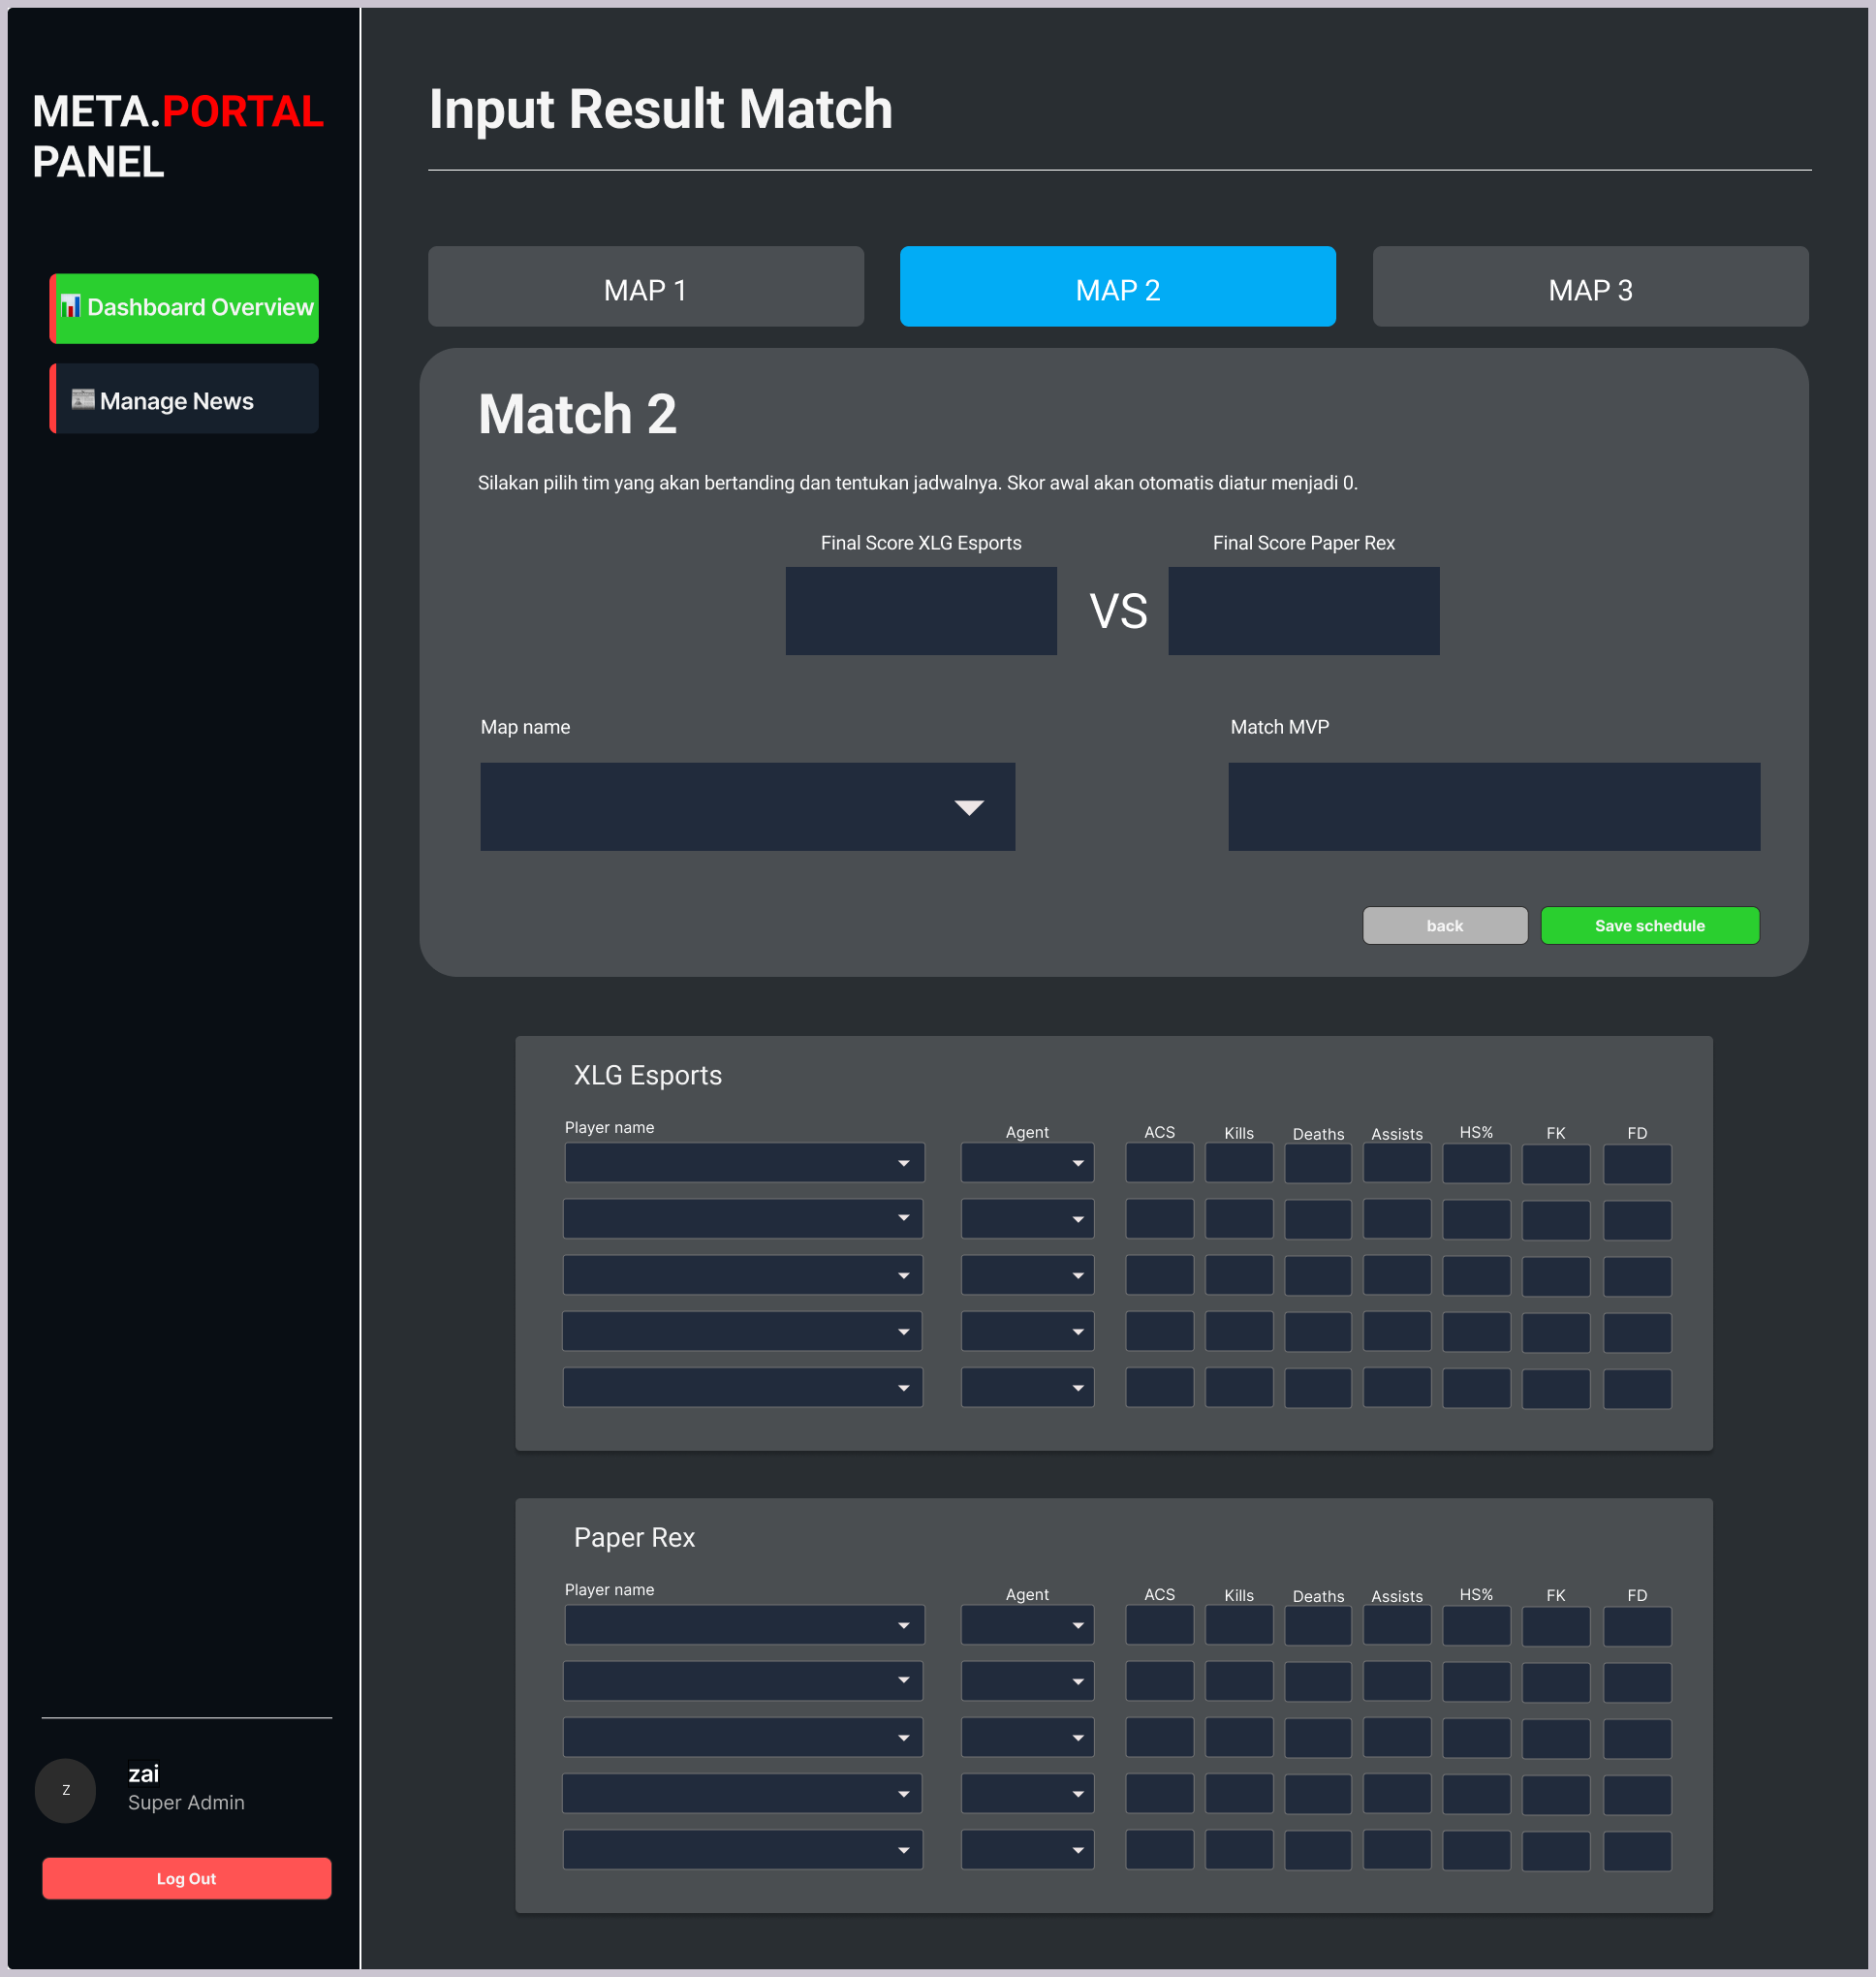 META.PORTAL
PANEL
Dashboard Overview
Manage News
Input Result Match
MAP 1
MAP 2
MAP 3
Match 2
Silakan pilih tim yang akan bertanding dan tentukan jadwalnya. Skor awal akan otomatis diatur menjadi 0.
Final Score XLG Esports
Final Score Paper Rex
VS
Map name
Match MVP
back
Save schedule
XLG Esports
Player name Agent ACS Kills Deaths Assists HS% FK FD
Paper Rex
Player name Agent ACS Kills Deaths Assists HS% FK FD
Z
zai
Super Admin
Log Out